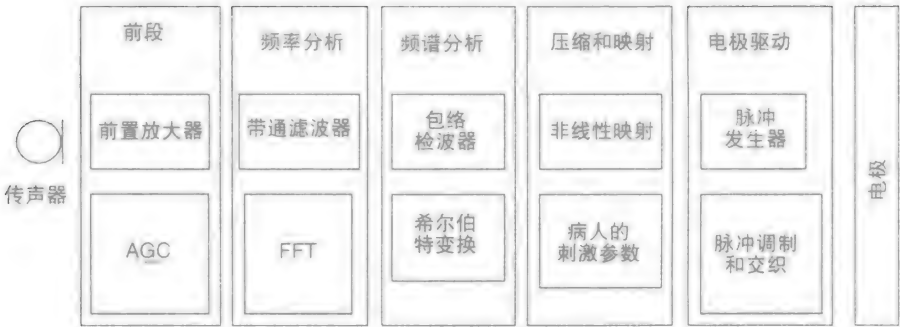 传声器
前段
前置放大器
AGC
频率分析
带通滤波器
FFT
频谱分析
包络
检波器
希尔伯
特变换
压缩和映射
非线性映射
病人的
刺激参数
电极驱动
脉冲
发生器
脉冲调制
和交织
电极